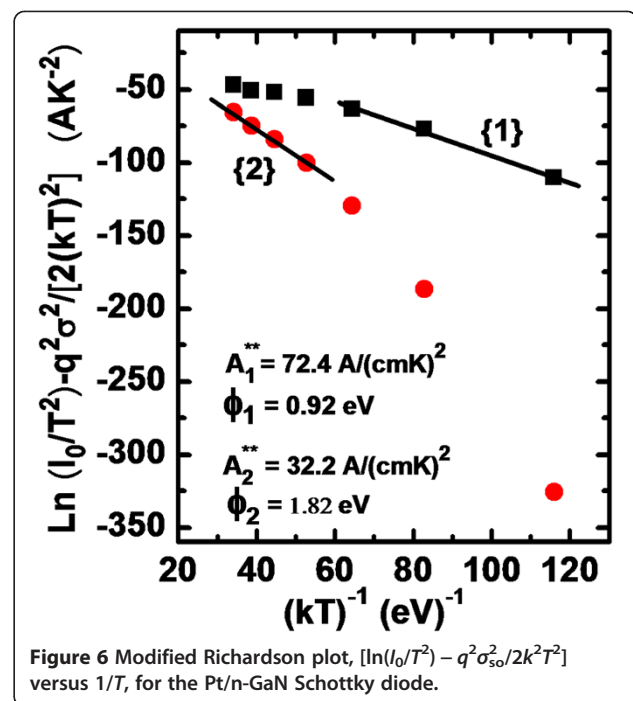 Ln (I₀/T²)-q²σ²/[2(kT)²] (AK⁻²)
-50
-100
-150
-200
-250
-300
-350
{1}
{2}
A₁** = 72.4 A/(cmK)²
ϕ₁ = 0.92 eV
A₂** = 32.2 A/(cmK)²
ϕ₂ = 1.82 eV
20 40 60 80 100 120
(kT)⁻¹ (eV)⁻¹
Figure 6 Modified Richardson plot, [ln(I₀/T²) – q²σ²ₛₒ/2k²T²]
versus 1/T, for the Pt/n-GaN Schottky diode.